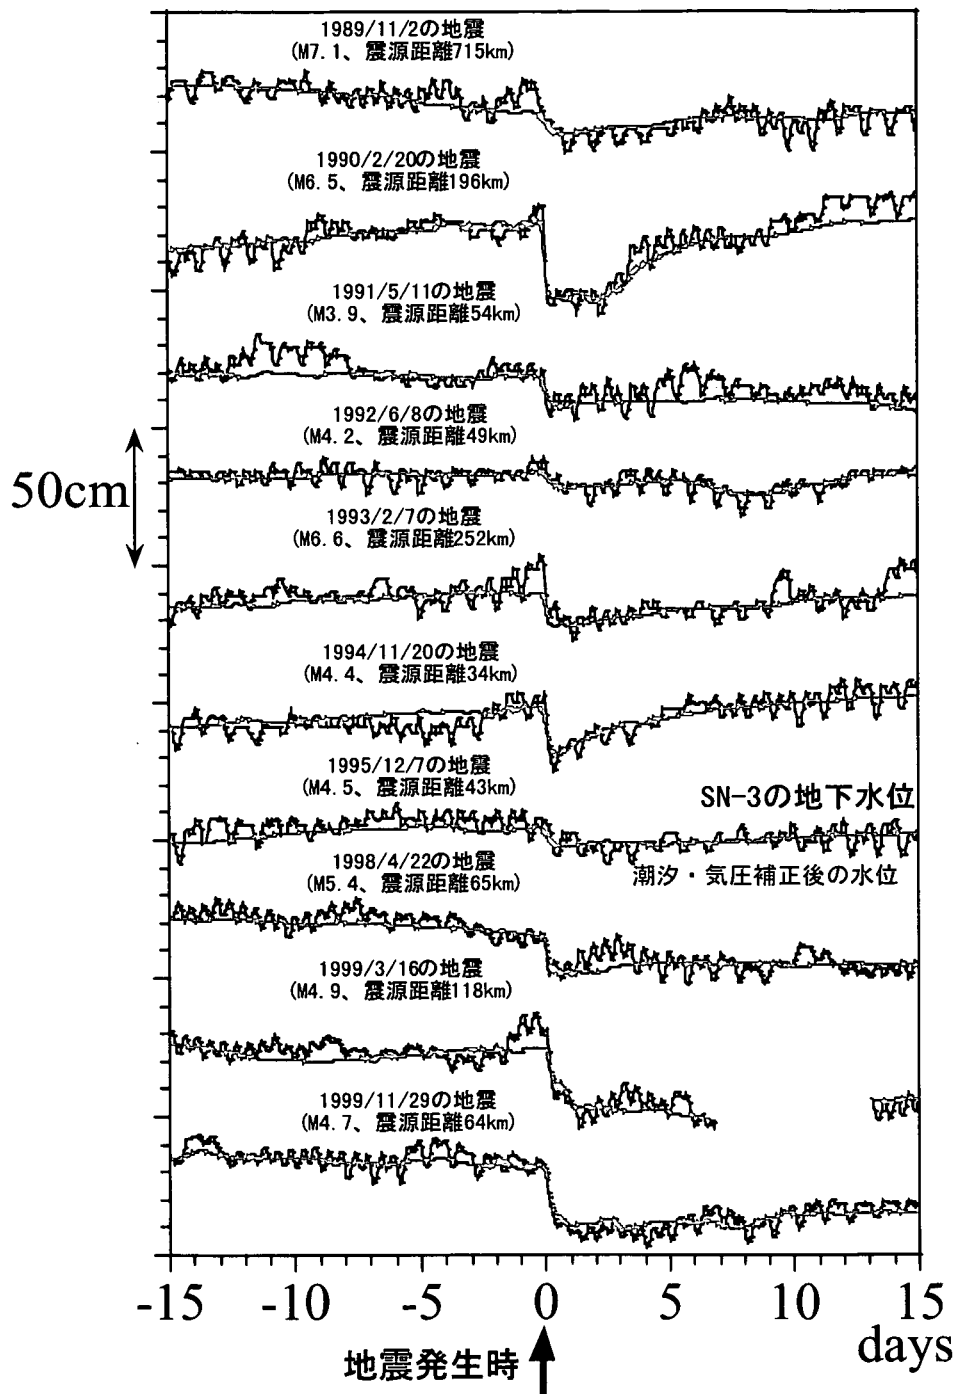 1989/11/2の地震
(M7.1、震源距離715km)
1990/2/20の地震
(M6.5、震源距離196km)
1991/5/11の地震
(M3.9、震源距離54km)
1992/6/8の地震
(M4.2、震源距離49km)
50cm
1993/2/7の地震
(M6.6、震源距離252km)
1994/11/20の地震
(M4.4、震源距離34km)
1995/12/7の地震
(M4.5、震源距離43km)
SN-3の地下水位
潮汐・気圧補正後の水位
1998/4/22の地震
(M5.4、震源距離65km)
1999/3/16の地震
(M4.9、震源距離118km)
1999/11/29の地震
(M4.7、震源距離64km)
-15 -10 -5 0 5 10 15
days
地震発生時